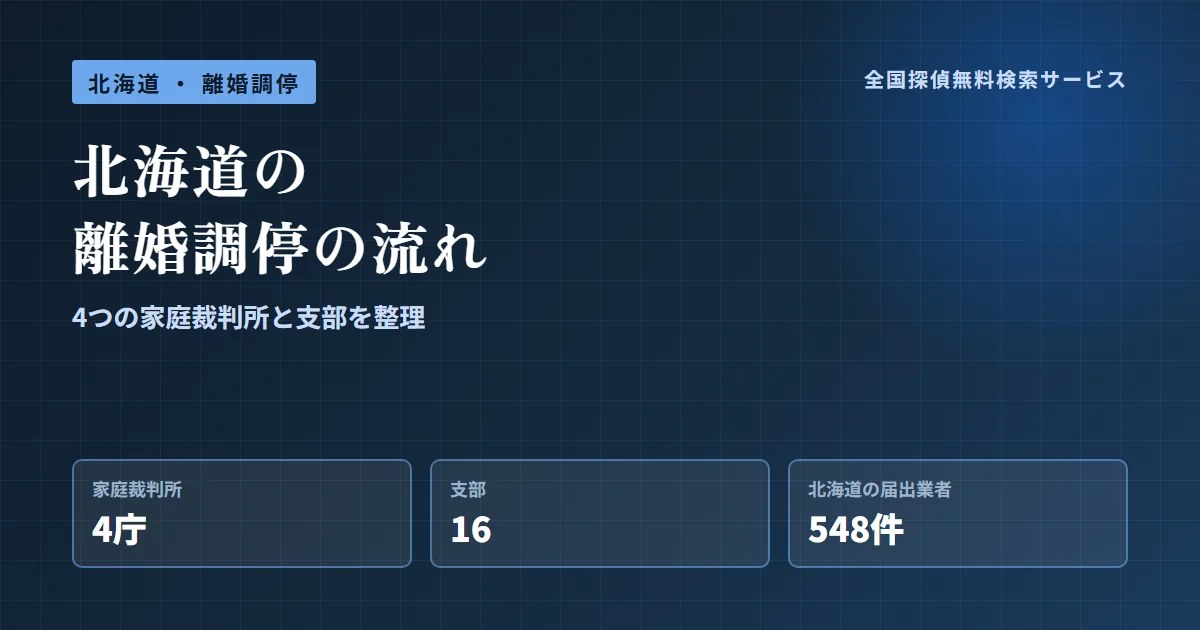 北海道 ・ 離婚調停
全国探偵無料検索サービス
北海道の
離婚調停の流れ
4つの家庭裁判所と支部を整理
家庭裁判所
4庁
支部
16
北海道の届出業者
548件